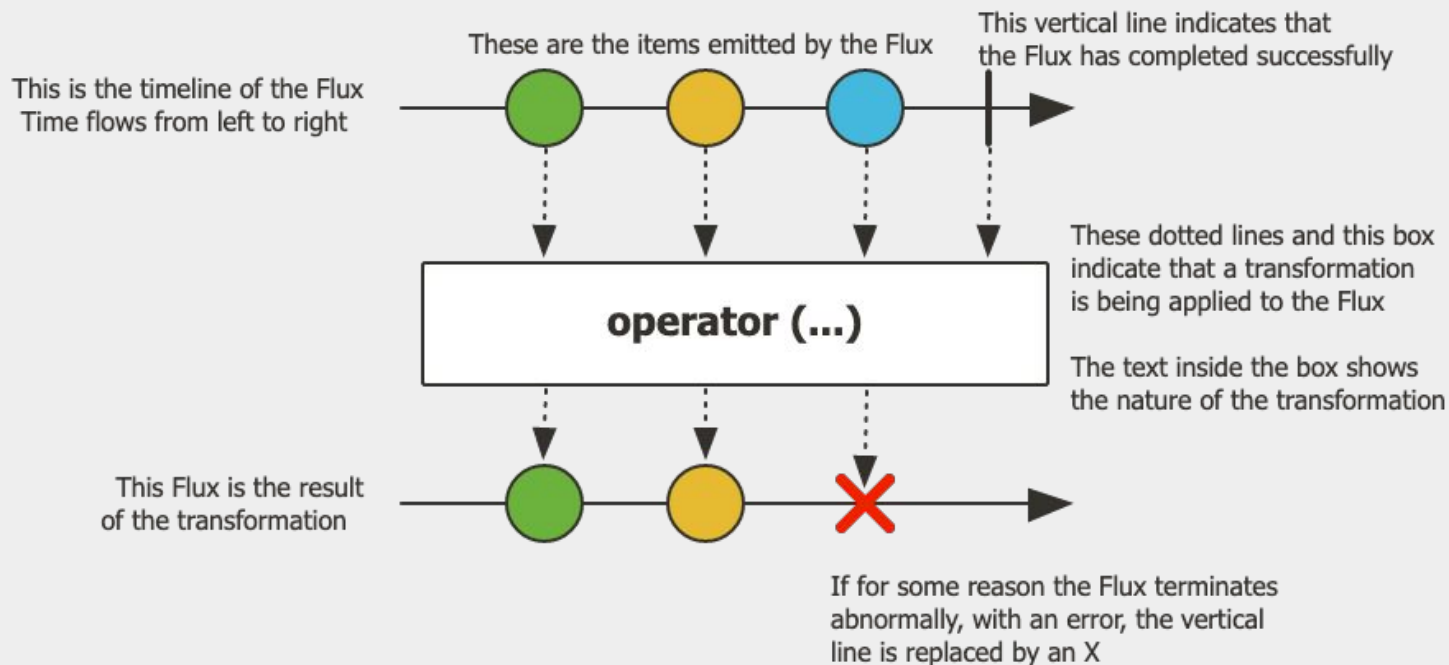 These are the items emitted by the Flux
This vertical line indicates that
the Flux has completed successfully
This is the timeline of the Flux
Time flows from left to right
These dotted lines and this box
indicate that a transformation
is being applied to the Flux
operator (...)
The text inside the box shows
the nature of the transformation
This Flux is the result
of the transformation
If for some reason the Flux terminates
abnormally, with an error, the vertical
line is replaced by an X